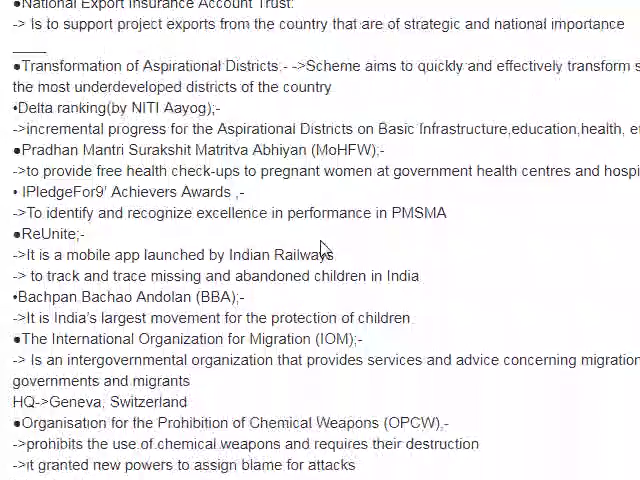 ●National Export Insurance Account Trust:
-> Is to support project exports from the country that are of strategic and national importance
____
●Transformation of Aspirational Districts:- ->Scheme aims to quickly and effectively transform
the most underdeveloped districts of the country
•Delta ranking(by NITI Aayog);-
->incremental progress for the Aspirational Districts on Basic Infrastructure,education,health,
●Pradhan Mantri Surakshit Matritva Abhiyan (MoHFW);-
->to provide free health check-ups to pregnant women at government health centres and
• IPledgeFor9' Achievers Awards ,-
->To identify and recognize excellence in performance in PMSMA
●ReUnite;-
->It is a mobile app launched by Indian Railways
-> to track and trace missing and abandoned children in India
•Bachpan Bachao Andolan (BBA);-
->It is India's largest movement for the protection of children
●The International Organization for Migration (IOM);-
-> Is an intergovernmental organization that provides services and advice concerning migration
governments and migrants
HQ->Geneva, Switzerland
●Organisation for the Prohibition of Chemical Weapons (OPCW),-
->prohibits the use of chemical weapons and requires their destruction
->it granted new powers to assign blame for attacks